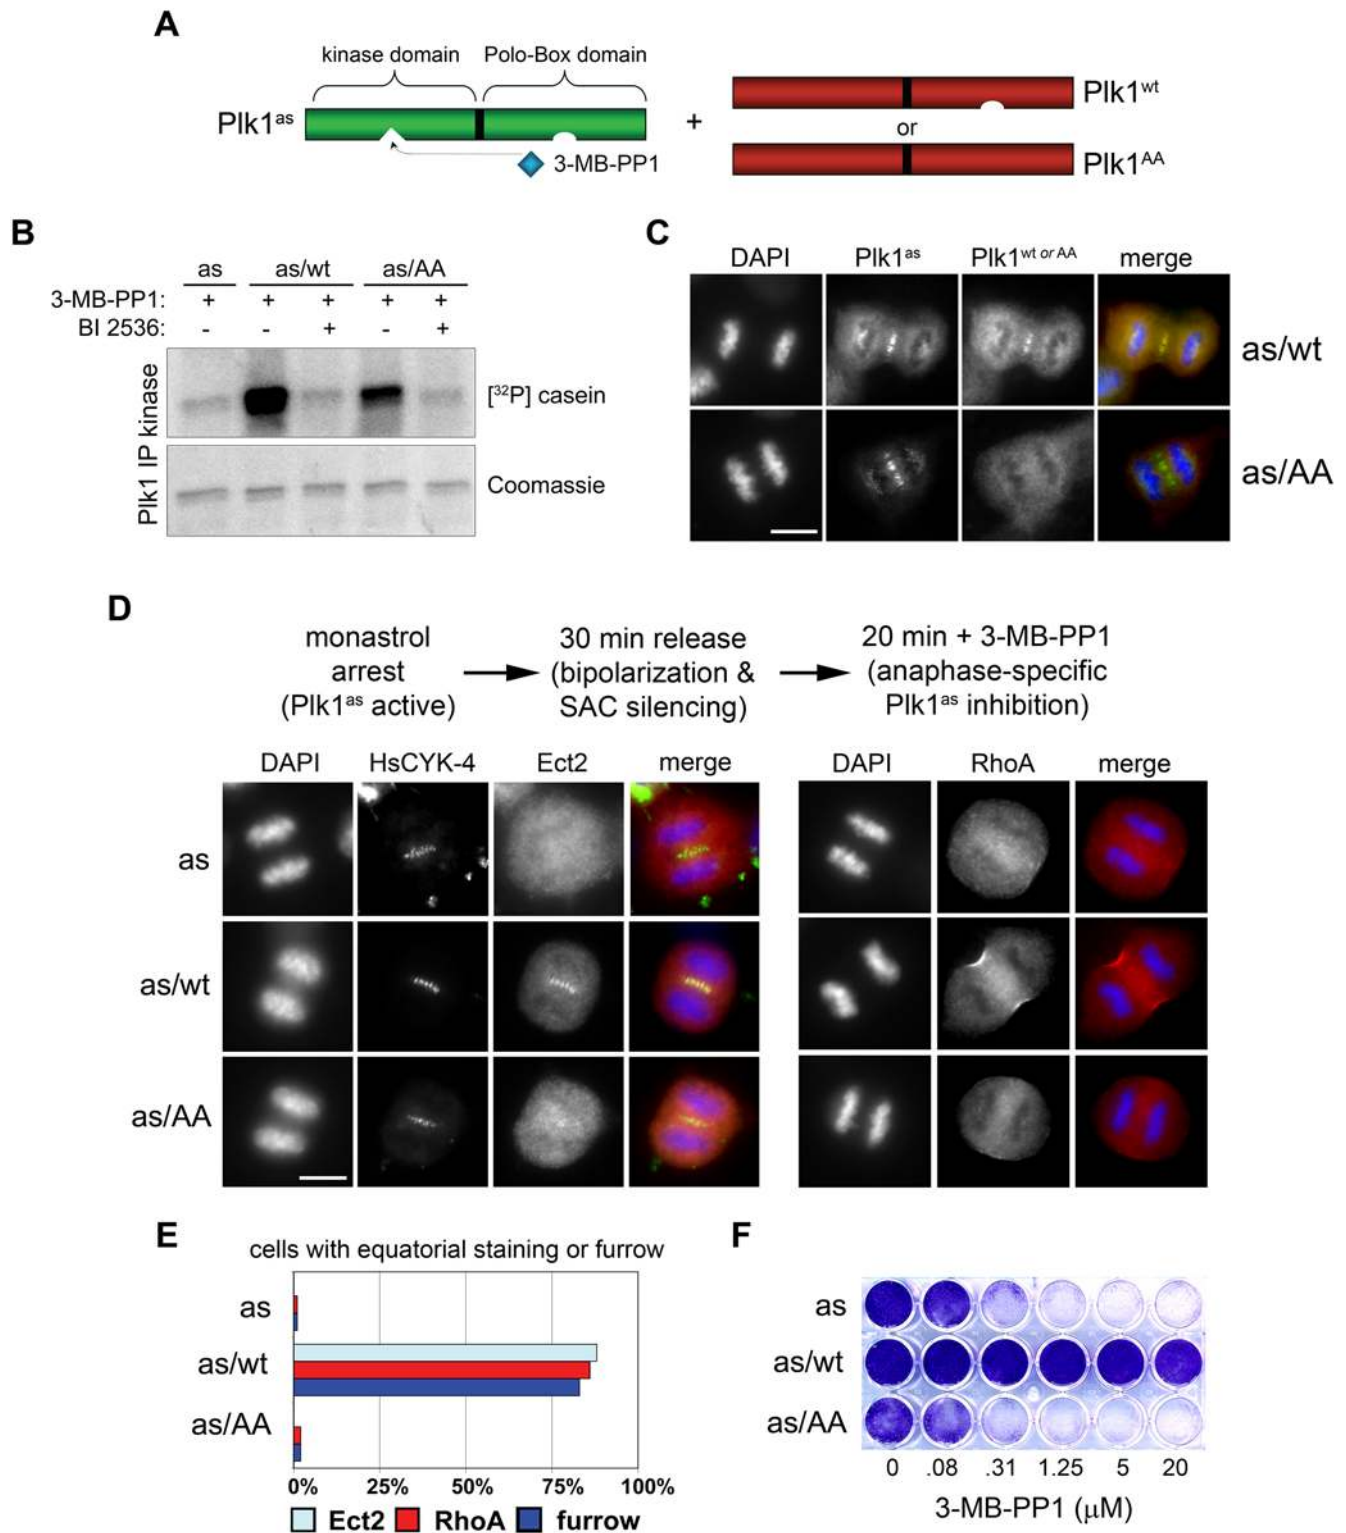 A
kinase domain
Polo-Box domain
Plk1as
3-MB-PP1
+
Plk1wt
or
Plk1AA
B
as as/wt as/AA
3-MB-PP1: + + + + +
BI 2536: - - + - +
Plk1 IP kinase
[32P] casein
Coomassie
C
DAPI Plk1as Plk1wt or AA merge
as/wt
as/AA
D
monastrol
arrest
(Plk1as active)
30 min release
(bipolarization &
SAC silencing)
20 min + 3-MB-PP1
(anaphase-specific
Plk1as inhibition)
DAPI HsCYK-4 Ect2 merge
DAPI RhoA merge
as
as/wt
as/AA
E
cells with equatorial staining or furrow
as
as/wt
as/AA
0% 25% 50% 75% 100%
Ect2 RhoA furrow
F
as
as/wt
as/AA
0 .08 .31 1.25 5 20
3-MB-PP1 (μM)